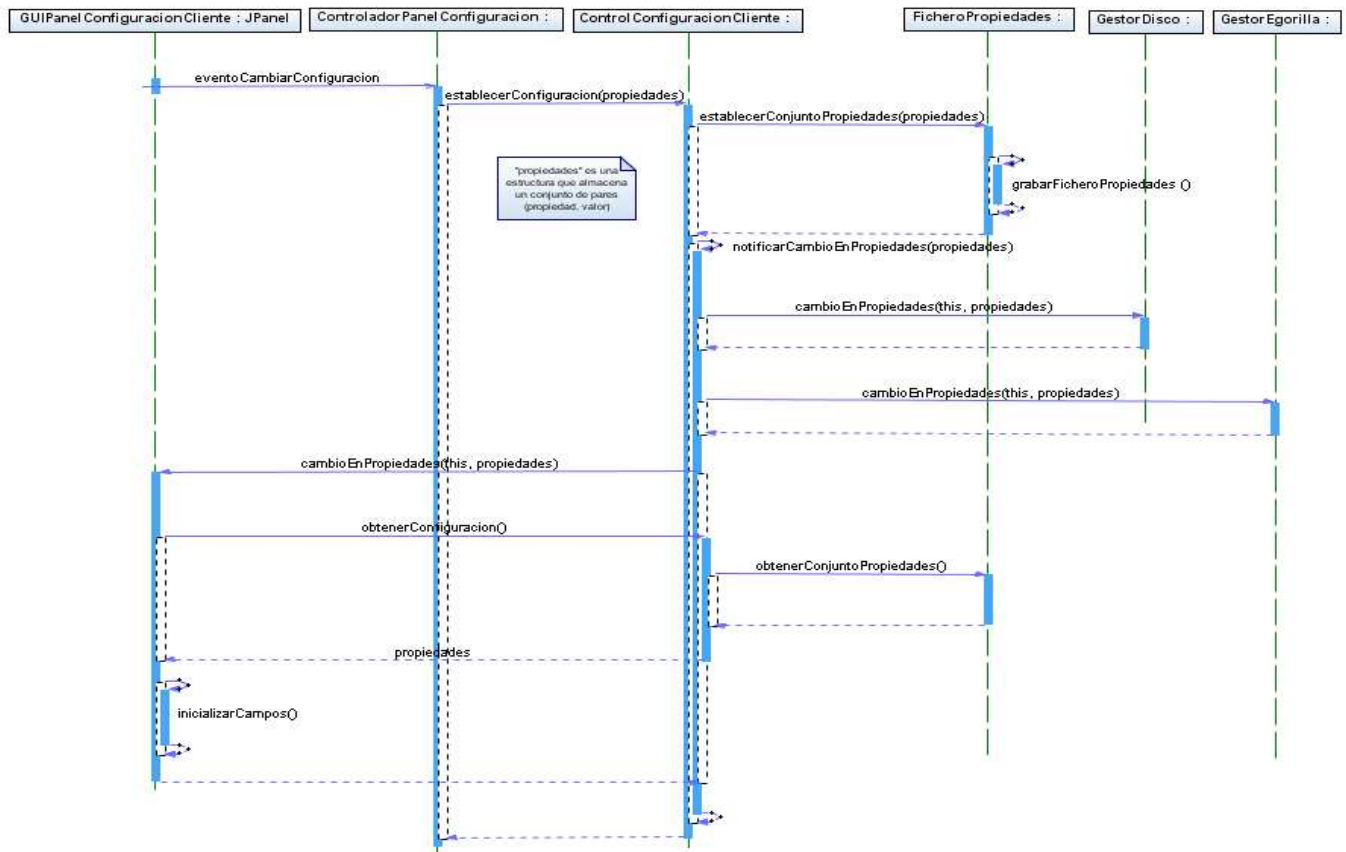 GUIPanelConfiguracionCliente : JPanel
ControladorPanelConfiguracion :
ControlConfiguracionCliente :
FicheroPropiedades :
GestorDisco :
GestorEgorilla :
eventoCambiarConfiguracion
establecerConfiguracion(propiedades)
establecerConjuntoPropiedades(propiedades)
"propiedades" es una
estructura que almacena
un conjunto de pares
(propiedad, valor)
grabarFicheroPropiedades ()
notificarCambioEnPropiedades(propiedades)
cambioEnPropiedades(this, propiedades)
cambioEnPropiedades(this, propiedades)
cambioEnPropiedades(this, propiedades)
obtenerConfiguracion()
obtenerConjuntoPropiedades()
propiedades
inicializarCampos()